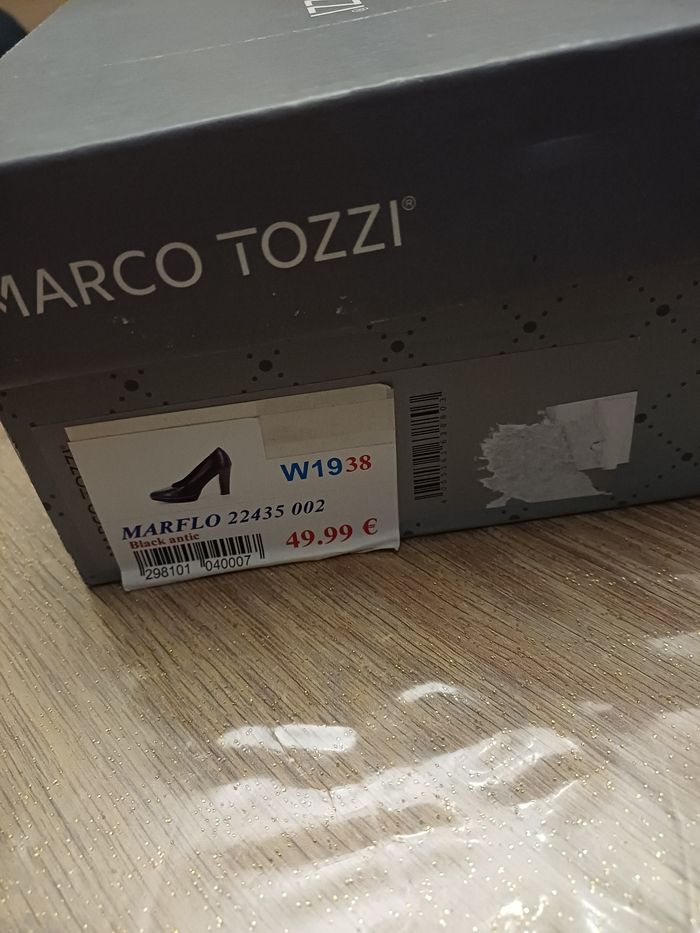 MARCO TOZZI®
W1938
MARFLO 22435 002
Black antic
49.99 €
298101 040007